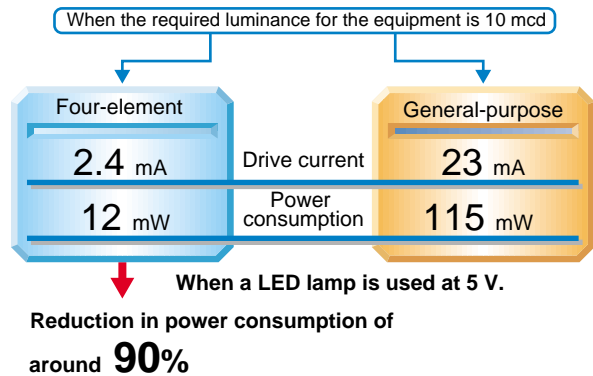 When the required luminance for the equipment is 10 mcd
Four-element
General-purpose
2.4 mA
Drive current
23 mA
12 mW
Power
consumption
115 mW
When a LED lamp is used at 5 V.
Reduction in power consumption of
around 90%